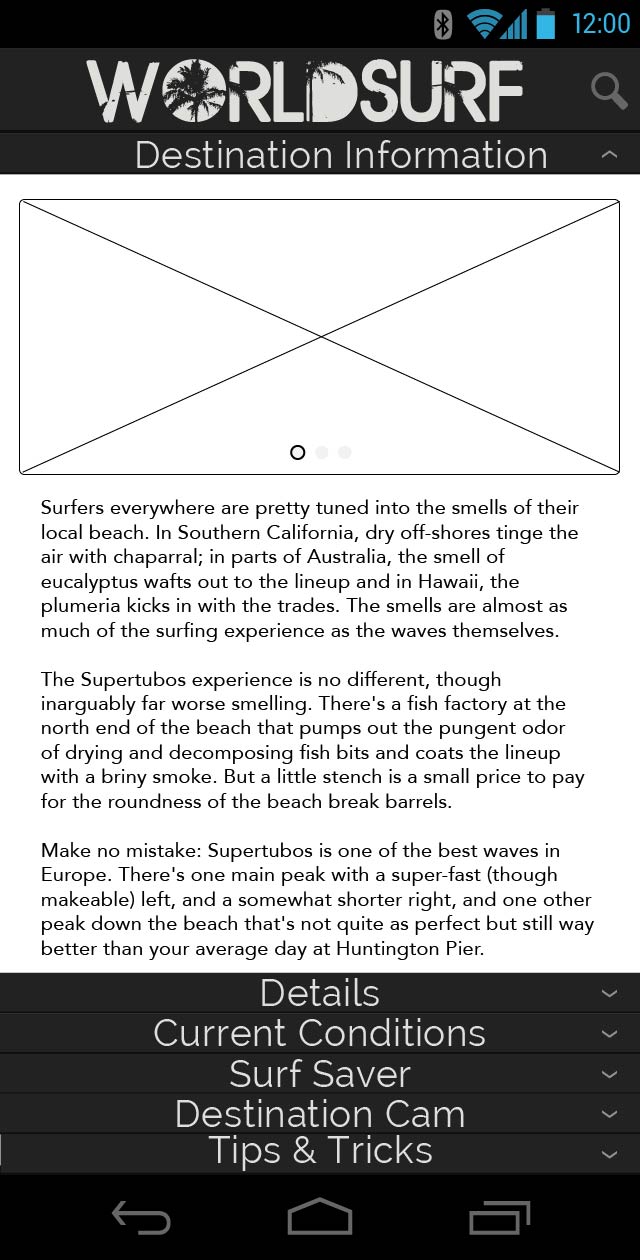 12:00
WORLDSURF
Destination Information
Surfers everywhere are pretty tuned into the smells of their
local beach. In Southern California, dry off-shores tinge the
air with chaparral; in parts of Australia, the smell of
eucalyptus wafts out to the lineup and in Hawaii, the
plumeria kicks in with the trades. The smells are almost as
much of the surfing experience as the waves themselves.
The Supertubos experience is no different, though
inarguably far worse smelling. There's a fish factory at the
north end of the beach that pumps out the pungent odor
of drying and decomposing fish bits and coats the lineup
with a briny smoke. But a little stench is a small price to pay
for the roundness of the beach break barrels.
Make no mistake: Supertubos is one of the best waves in
Europe. There's one main peak with a super-fast (though
makeable) left, and a somewhat shorter right, and one other
peak down the beach that's not quite as perfect but still way
better than your average day at Huntington Pier.
Details
Current Conditions
Surf Saver
Destination Cam
Tips & Tricks